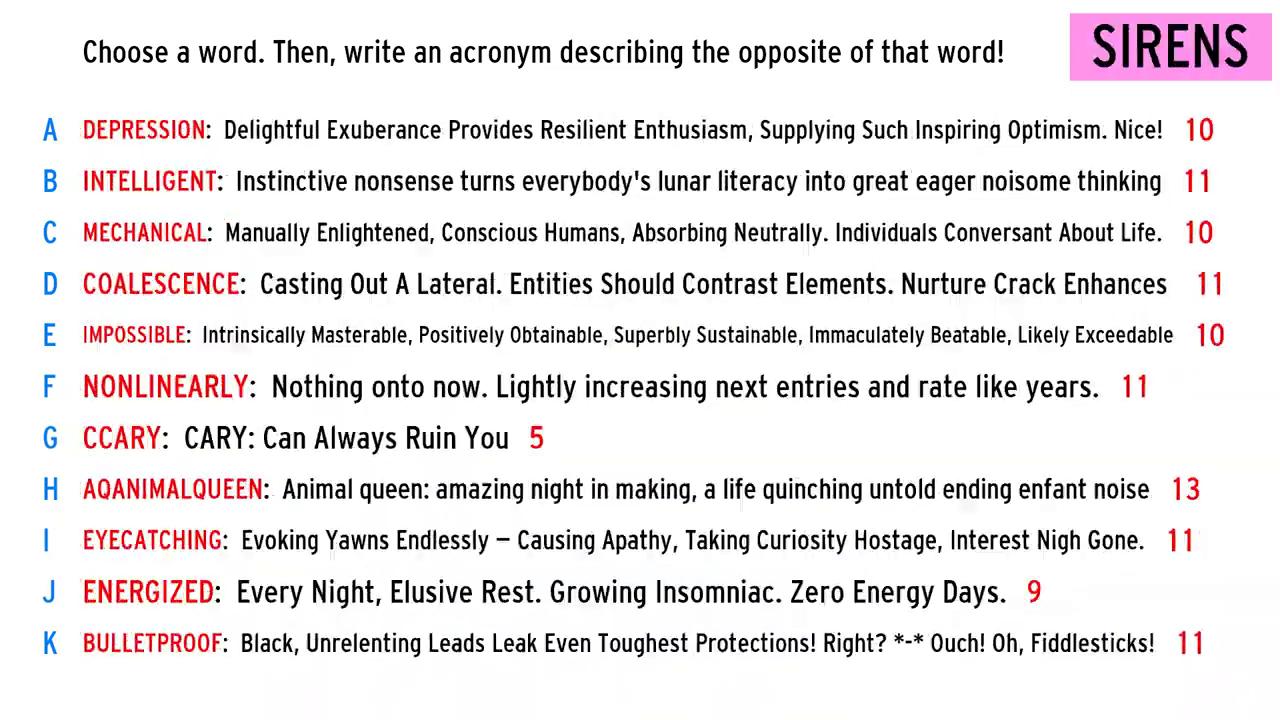 Choose a word. Then, write an acronym describing the opposite of that word!
SIRENS
A DEPRESSION: Delightful Exuberance Provides Resilient Enthusiasm, Supplying Such Inspiring Optimism. Nice! 10
B INTELLIGENT: Instinctive nonsense turns everybody's lunar literacy into great eager noisome thinking 11
C MECHANICAL: Manually Enlightened, Conscious Humans, Absorbing Neutrally. Individuals Conversant About Life. 10
D COALESCENCE: Casting Out A Lateral. Entities Should Contrast Elements. Nurture Crack Enhances 11
E IMPOSSIBLE: Intrinsically Masterable, Positively Obtainable, Superbly Sustainable, Immaculately Beatable, Likely Exceedable 10
F NONLINEARLY: Nothing onto now. Lightly increasing next entries and rate like years. 11
G CCARY: CARY: Can Always Ruin You 5
H AQANIMALQUEEN: Animal queen: amazing night in making, a life quinching untold ending enfant noise 13
I EYECATCHING: Evoking Yawns Endlessly – Causing Apathy, Taking Curiosity Hostage, Interest Nigh Gone. 11
J ENERGIZED: Every Night, Elusive Rest. Growing Insomniac. Zero Energy Days. 9
K BULLETPROOF: Black, Unrelenting Leads Leak Even Toughest Protections! Right? *-* Ouch! Oh, Fiddlesticks! 11